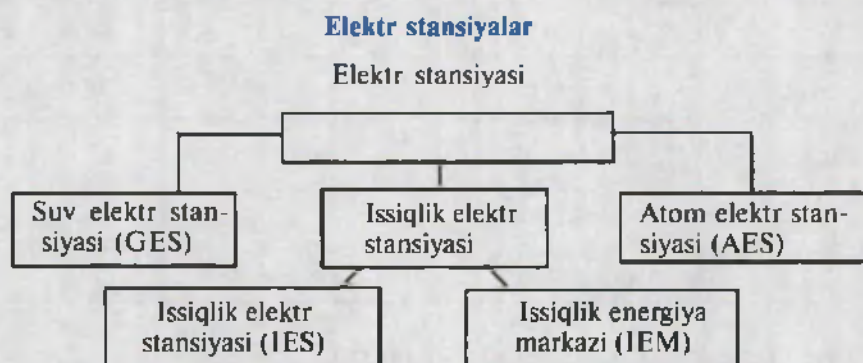 Elektr stansiyalar
Elektr stansiyasi
Suv elektr stan-
siyasi (GES)
Issiqlik elektr
stansiyasi
Atom elektr stan-
siyasi (AES)
Issiqlik elektr
stansiyasi (IES)
Issiqlik energiya
markazi (IEM)